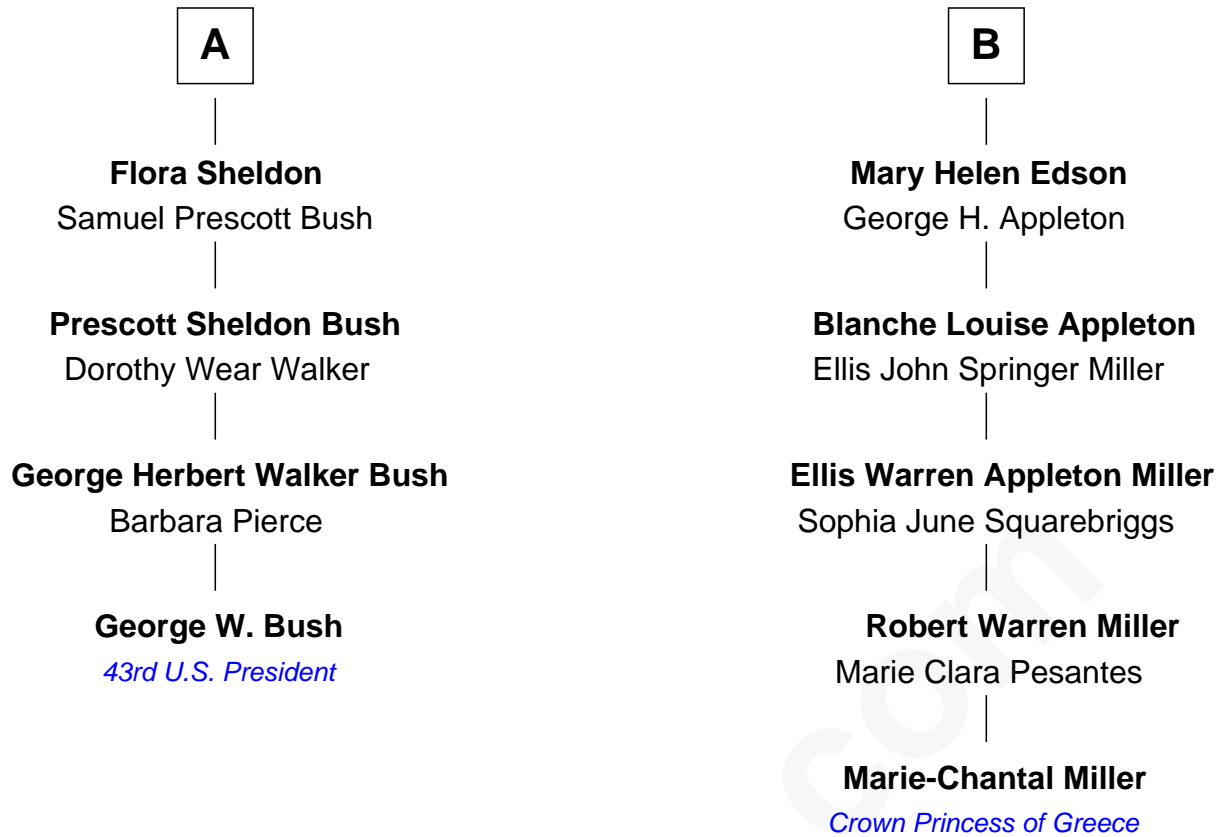 A
Flora Sheldon
Samuel Prescott Bush
Prescott Sheldon Bush
Dorothy Wear Walker
George Herbert Walker Bush
Barbara Pierce
George W. Bush
43rd U.S. President
B
Mary Helen Edson
George H. Appleton
Blanche Louise Appleton
Ellis John Springer Miller
Ellis Warren Appleton Miller
Sophia June Squarebriggs
Robert Warren Miller
Marie Clara Pesantes
Marie-Chantal Miller
Crown Princess of Greece
com